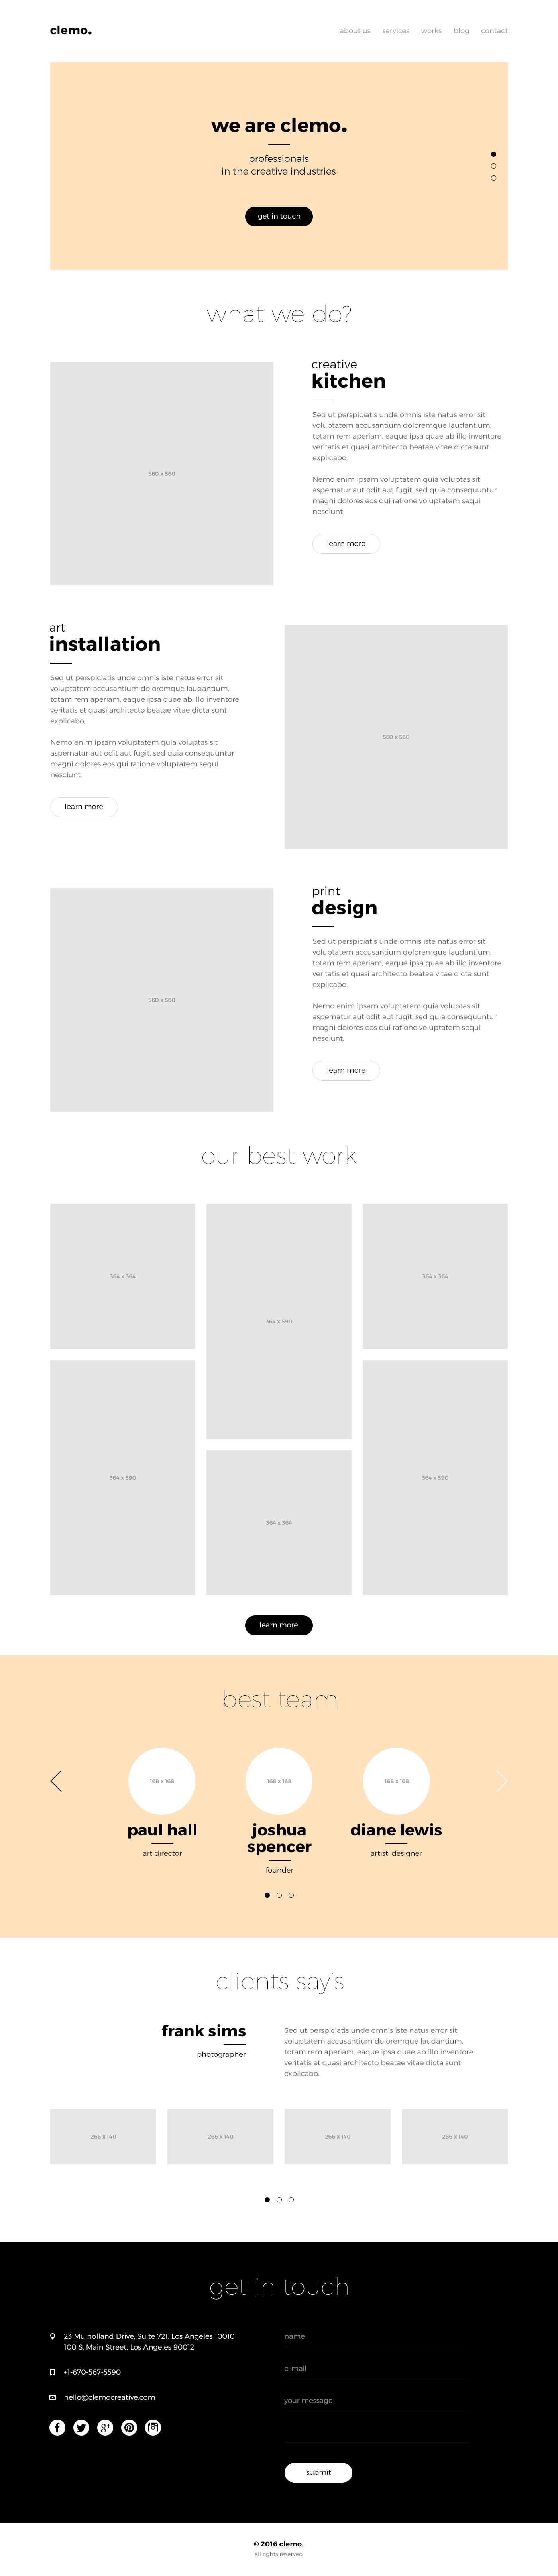 clemo.
about us services works blog contact
we are clemo.
professionals
in the creative industries
get in touch
what we do?
560 x 560
creative
kitchen
Sed ut perspiciatis unde omnis iste natus error sit
voluptatem accusantium doloremque laudantium,
totam rem aperiam, eaque ipsa quae ab illo inventore
veritatis et quasi architecto beatae vitae dicta sunt
explicabo.
Nemo enim ipsam voluptatem quia voluptas sit
aspernatur aut odit aut fugit, sed quia consequuntur
magni dolores eos qui ratione voluptatem sequi
nesciunt.
learn more
art
installation
Sed ut perspiciatis unde omnis iste natus error sit
voluptatem accusantium doloremque laudantium,
totam rem aperiam, eaque ipsa quae ab illo inventore
veritatis et quasi architecto beatae vitae dicta sunt
explicabo.
Nemo enim ipsam voluptatem quia voluptas sit
aspernatur aut odit aut fugit, sed quia consequuntur
magni dolores eos qui ratione voluptatem sequi
nesciunt.
learn more
560 x 560
560 x 560
print
design
Sed ut perspiciatis unde omnis iste natus error sit
voluptatem accusantium doloremque laudantium,
totam rem aperiam, eaque ipsa quae ab illo inventore
veritatis et quasi architecto beatae vitae dicta sunt
explicabo.
Nemo enim ipsam voluptatem quia voluptas sit
aspernatur aut odit aut fugit, sed quia consequuntur
magni dolores eos qui ratione voluptatem sequi
nesciunt.
learn more
our best work
364 x 364
364 x 590
364 x 364
364 x 590
364 x 364
364 x 590
learn more
best team
168 x 168
168 x 168
168 x 168
paul hall
art director
joshua
spencer
founder
diane lewis
artist, designer
clients say's
frank sims
photographer
Sed ut perspiciatis unde omnis iste natus error sit
voluptatem accusantium doloremque laudantium,
totam rem aperiam, eaque ipsa quae ab illo inventore
veritatis et quasi architecto beatae vitae dicta sunt
explicabo.
266 x 140
266 x 140
266 x 140
266 x 140
get in touch
23 Mulholland Drive, Suite 721. Los Angeles 10010
100 S. Main Street. Los Angeles 90012
+1-670-567-5590
hello@clemocreative.com
name
e-mail
your message
submit
© 2016 clemo.
all rights reserved